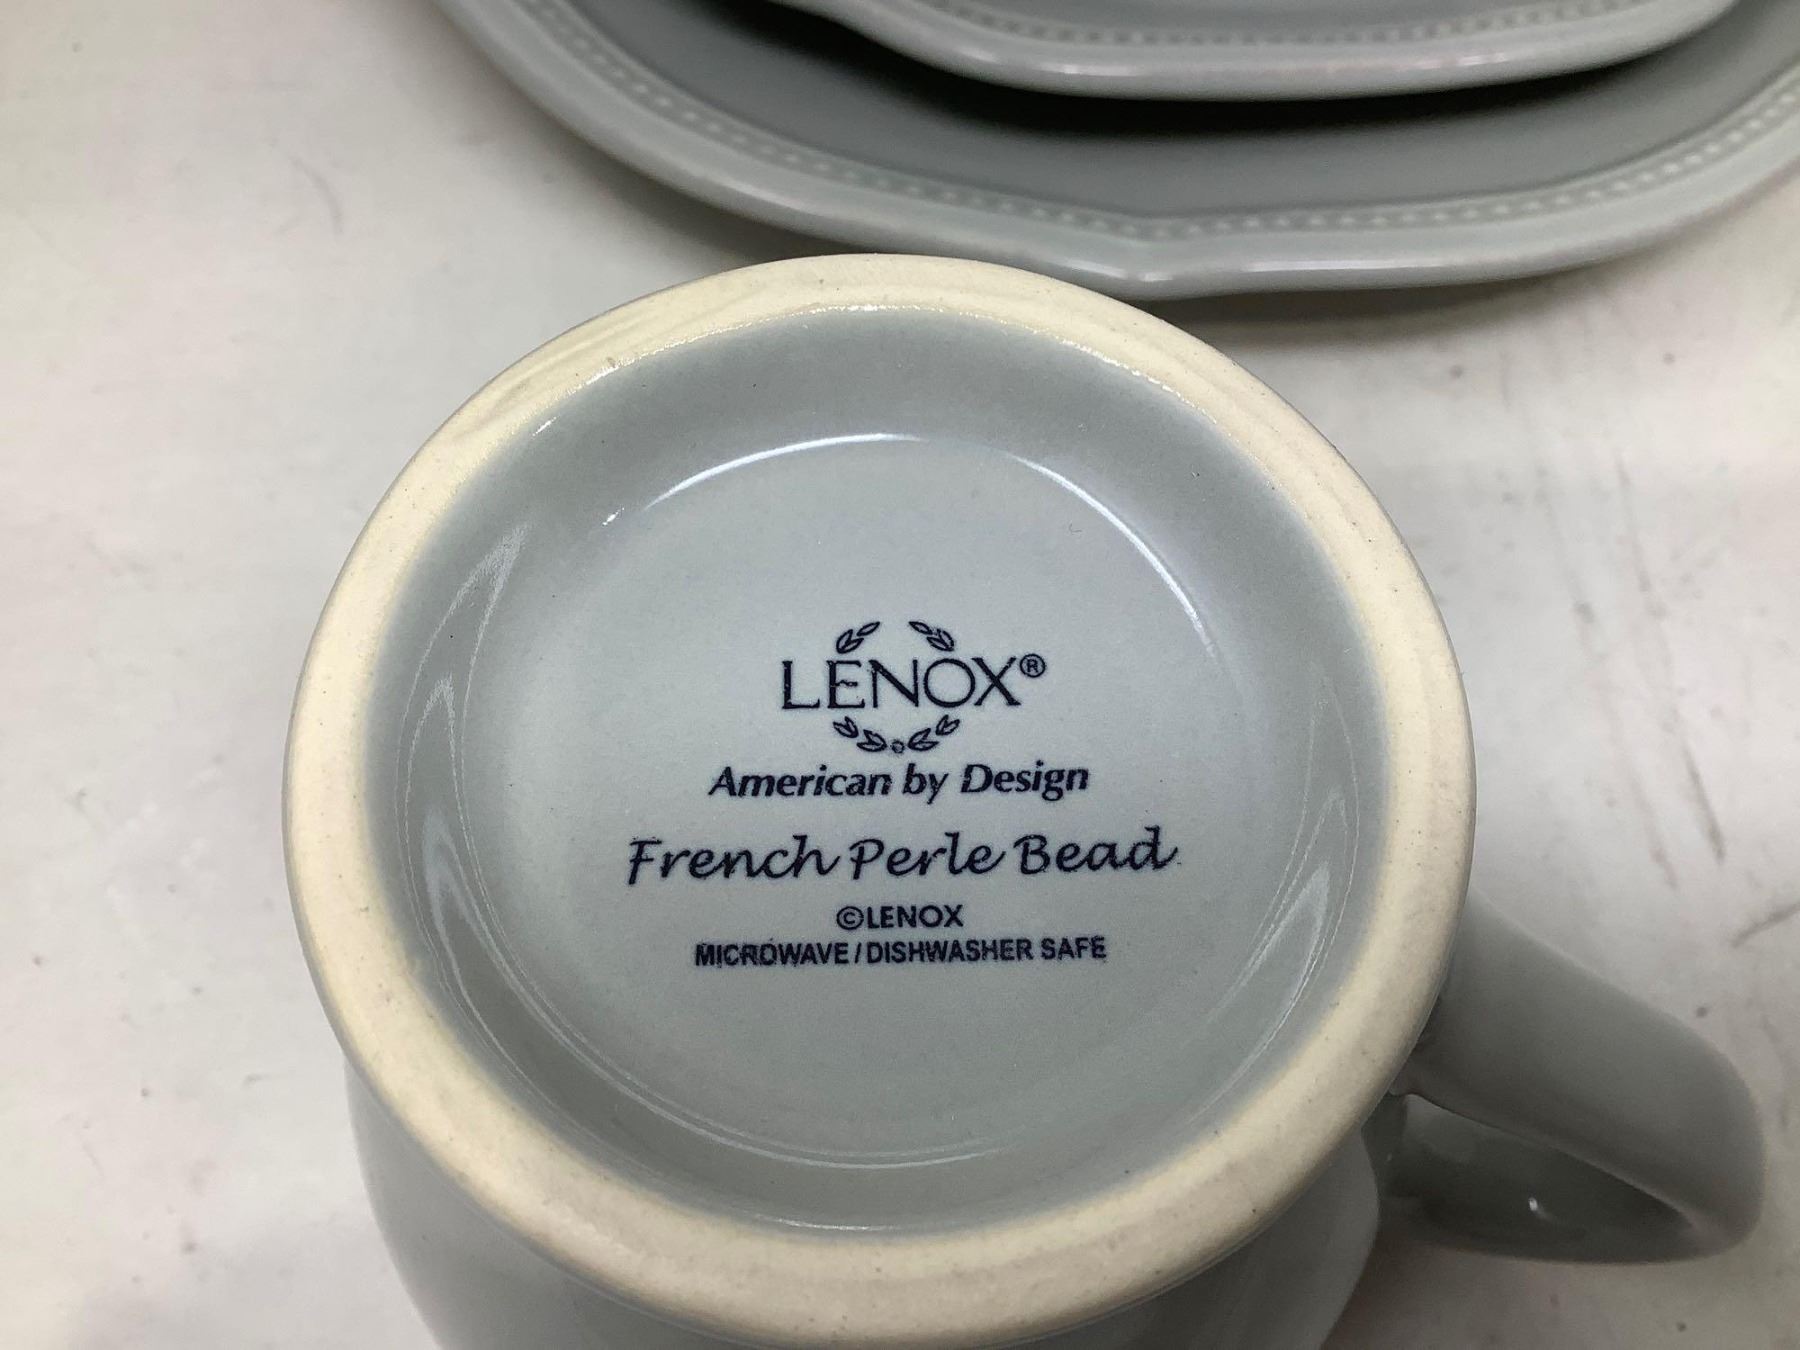 LENOX®
American by Design
French Perle Bead
©LENOX
MICROWAVE/DISHWASHER SAFE